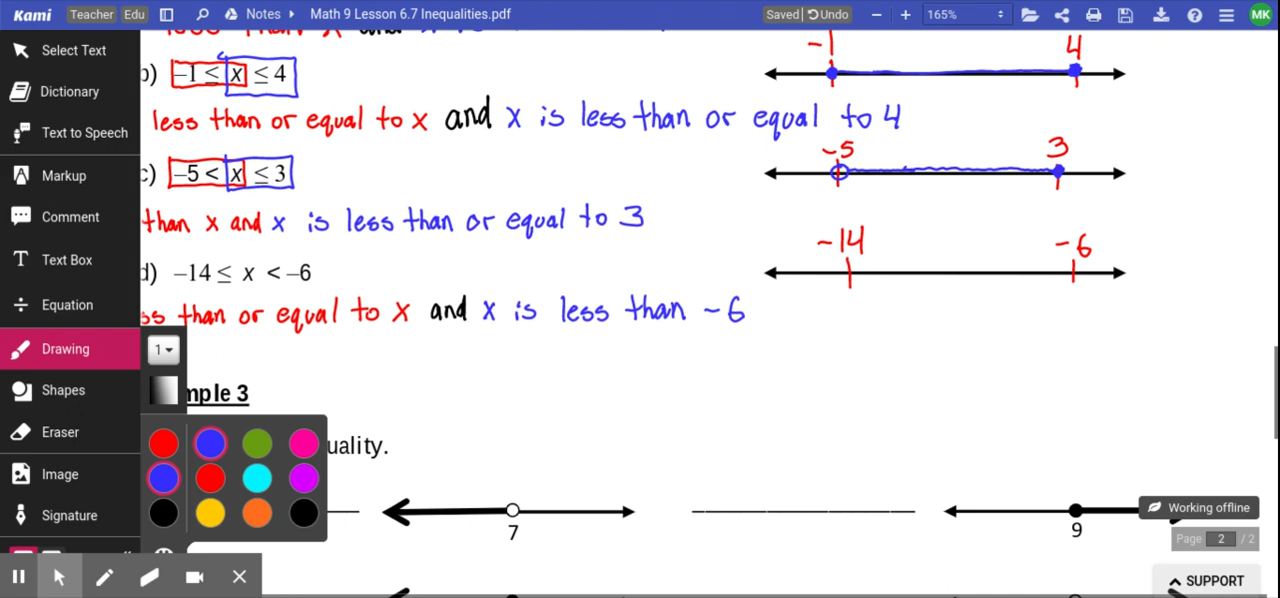 Kami Teacher Edu Notes Math 9 Lesson 6.7 Inequalities.pdf Saved Undo 165% MK
Select Text
Dictionary
Text to Speech
Markup
Comment
Text Box
Equation
Drawing
Shapes
Eraser
Image
Signature
1
-1 4
b) –1 ≤ x ≤ 4
less than or equal to x and x is less than or equal to 4
-5 3
c) –5 < x ≤ 3
than x and x is less than or equal to 3
-14 -6
d) –14 ≤ x < –6
ss than or equal to x and x is less than -6
mple 3
uality.
7
9
Working offline
Page 2 / 2
SUPPORT